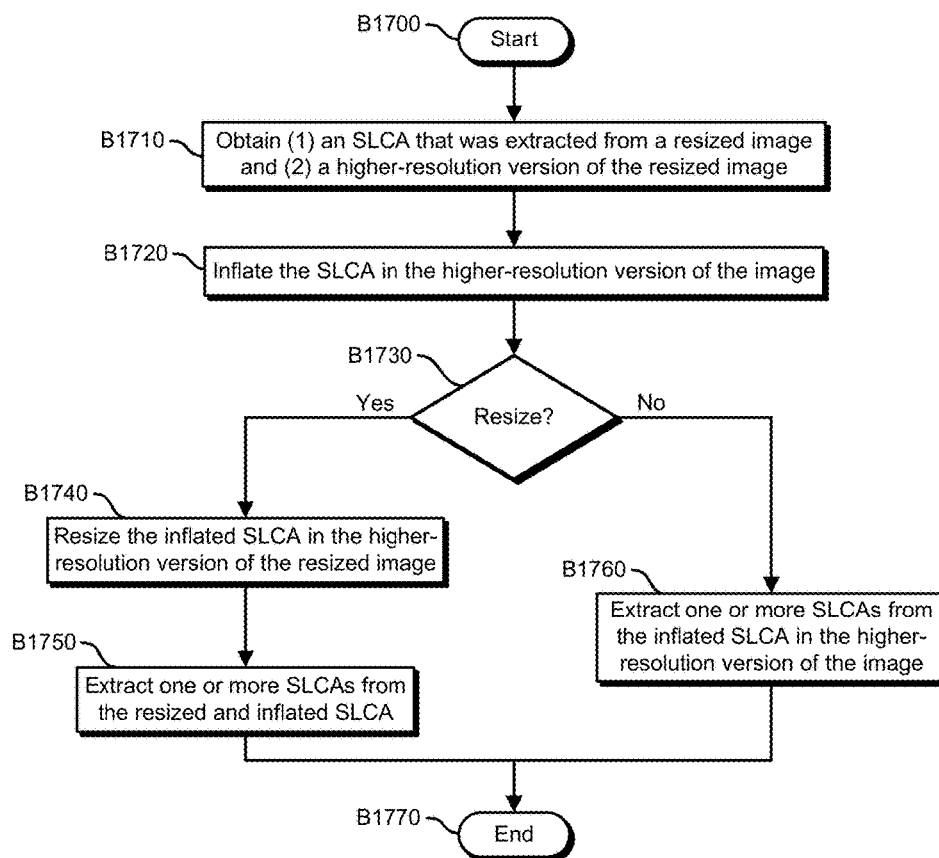 B1700
Start
B1710
Obtain (1) an SLCA that was extracted from a resized image
and (2) a higher-resolution version of the resized image
B1720
Inflate the SLCA in the higher-resolution version of the image
B1730
Yes
Resize?
No
B1740
Resize the inflated SLCA in the higher-
resolution version of the resized image
B1760
Extract one or more SLCAs from
the inflated SLCA in the higher-
resolution version of the image
B1750
Extract one or more SLCAs from
the resized and inflated SLCA
B1770
End